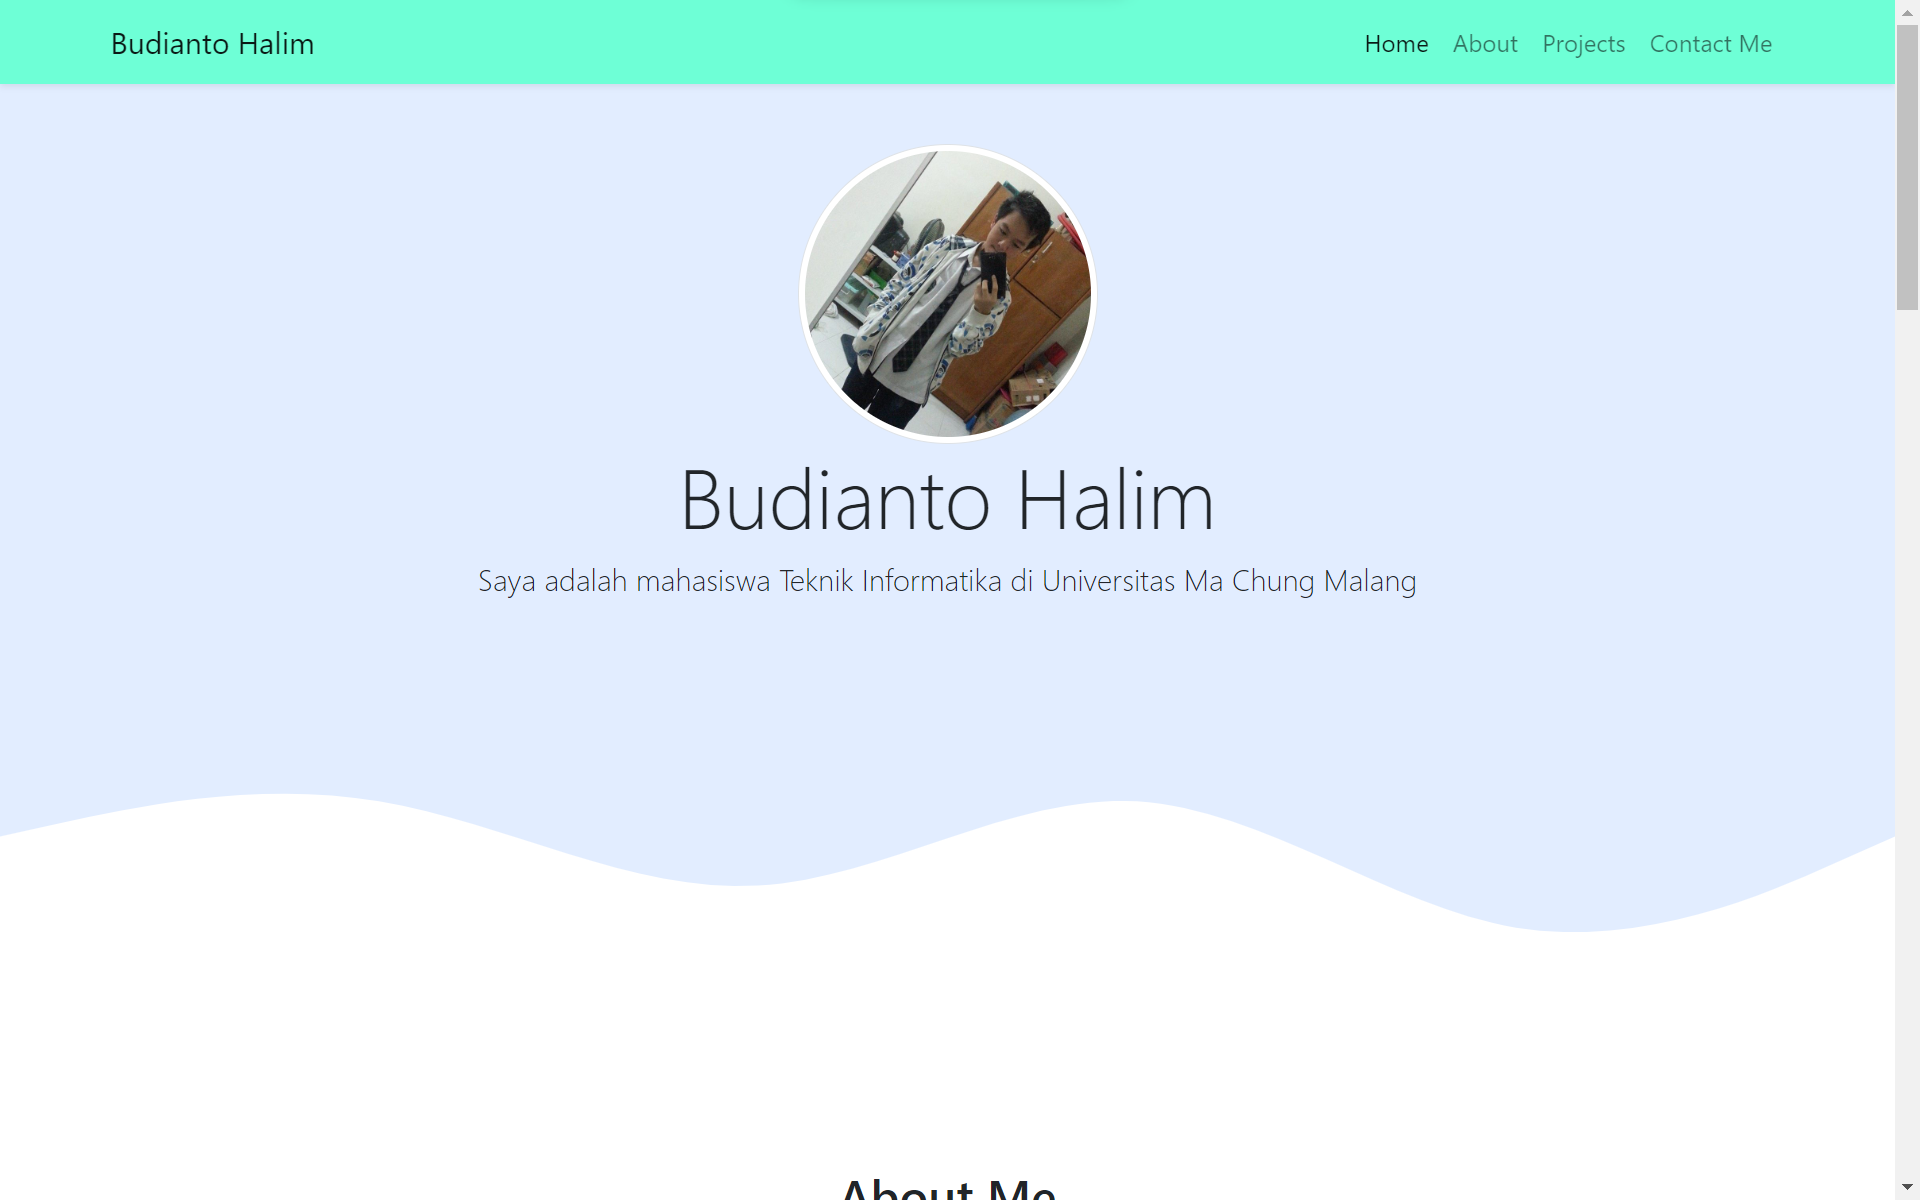 Budianto Halim
Home About Projects Contact Me
Budianto Halim
Saya adalah mahasiswa Teknik Informatika di Universitas Ma Chung Malang
About Me